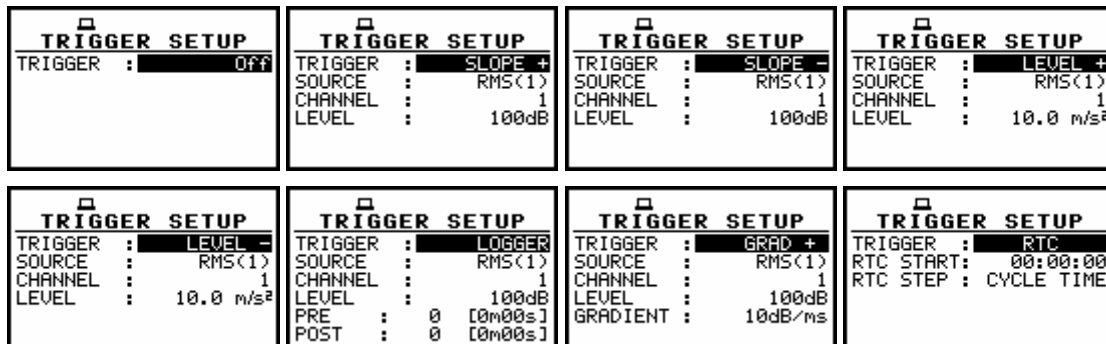 TRIGGER SETUP
TRIGGER : Off
TRIGGER SETUP
TRIGGER : SLOPE +
SOURCE : RMS(1)
CHANNEL : 1
LEVEL : 100dB
TRIGGER SETUP
TRIGGER : SLOPE -
SOURCE : RMS(1)
CHANNEL : 1
LEVEL : 100dB
TRIGGER SETUP
TRIGGER : LEVEL +
SOURCE : RMS(1)
CHANNEL : 1
LEVEL : 10.0 m/s²
TRIGGER SETUP
TRIGGER : LEVEL -
SOURCE : RMS(1)
CHANNEL : 1
LEVEL : 10.0 m/s²
TRIGGER SETUP
TRIGGER : LOGGER
SOURCE : RMS(1)
CHANNEL : 1
LEVEL : 100dB
PRE : 0 [0m00s]
POST : 0 [0m00s]
TRIGGER SETUP
TRIGGER : GRAD +
SOURCE : RMS(1)
CHANNEL : 1
LEVEL : 100dB
GRADIENT : 10dB/ms
TRIGGER SETUP
TRIGGER : RTC
RTC START: 00:00:00
RTC STEP : CYCLE TIME